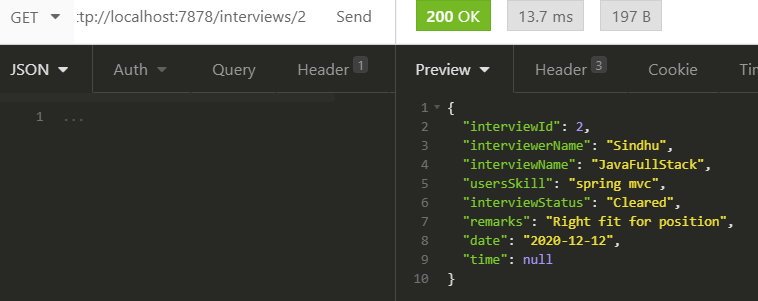 GET ttp://localhost:7878/interviews/2 Send 200 OK 13.7 ms 197 B
JSON Auth Query Header 1 Preview Header 3 Cookie Tim
1 ...
1 {
2 "interviewId": 2,
3 "interviewerName": "Sindhu",
4 "interviewName": "JavaFullStack",
5 "usersSkill": "spring mvc",
6 "interviewStatus": "Cleared",
7 "remarks": "Right fit for position",
8 "date": "2020-12-12",
9 "time": null
10 }